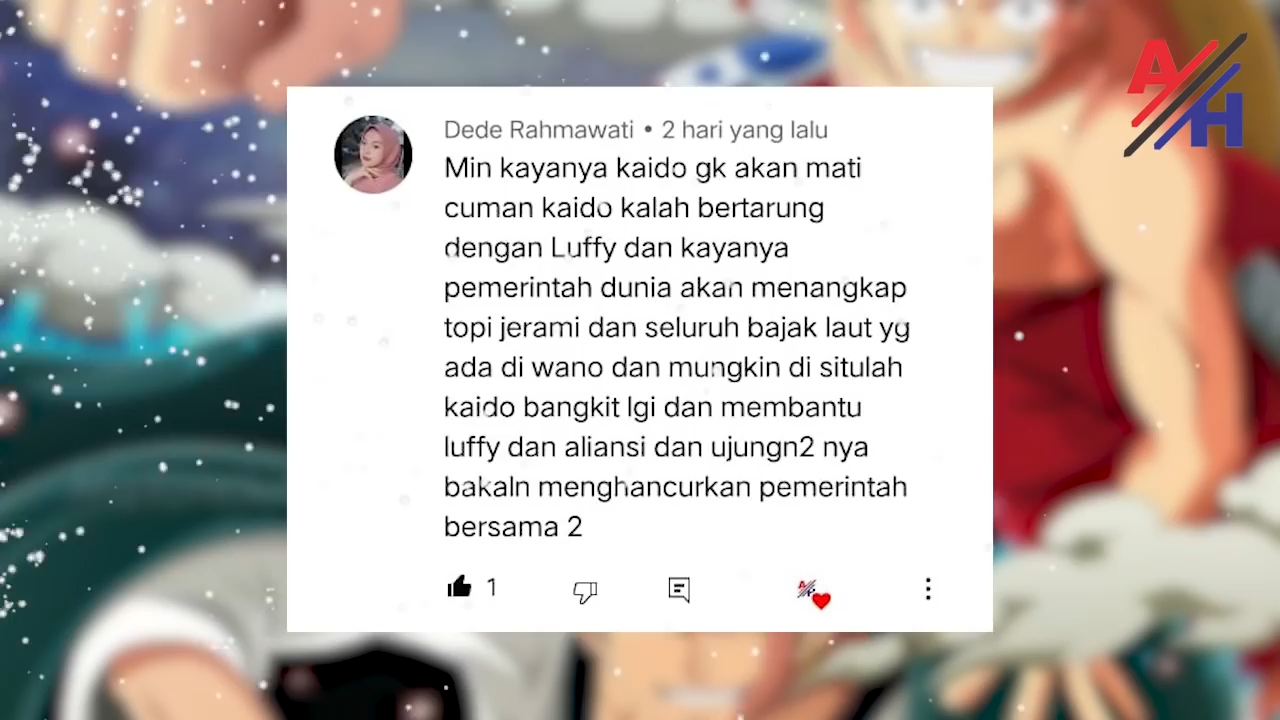 A/H
Dede Rahmawati • 2 hari yang lalu
Min kayanya kaido gk akan mati
cuman kaido kalah bertarung
dengan Luffy dan kayanya
pemerintah dunia akan menangkap
topi jerami dan seluruh bajak laut yg
ada di wano dan mungkin di situlah
kaido bangkit lgi dan membantu
luffy dan aliansi dan ujungn2 nya
bakaln menghancurkan pemerintah
bersama 2
1